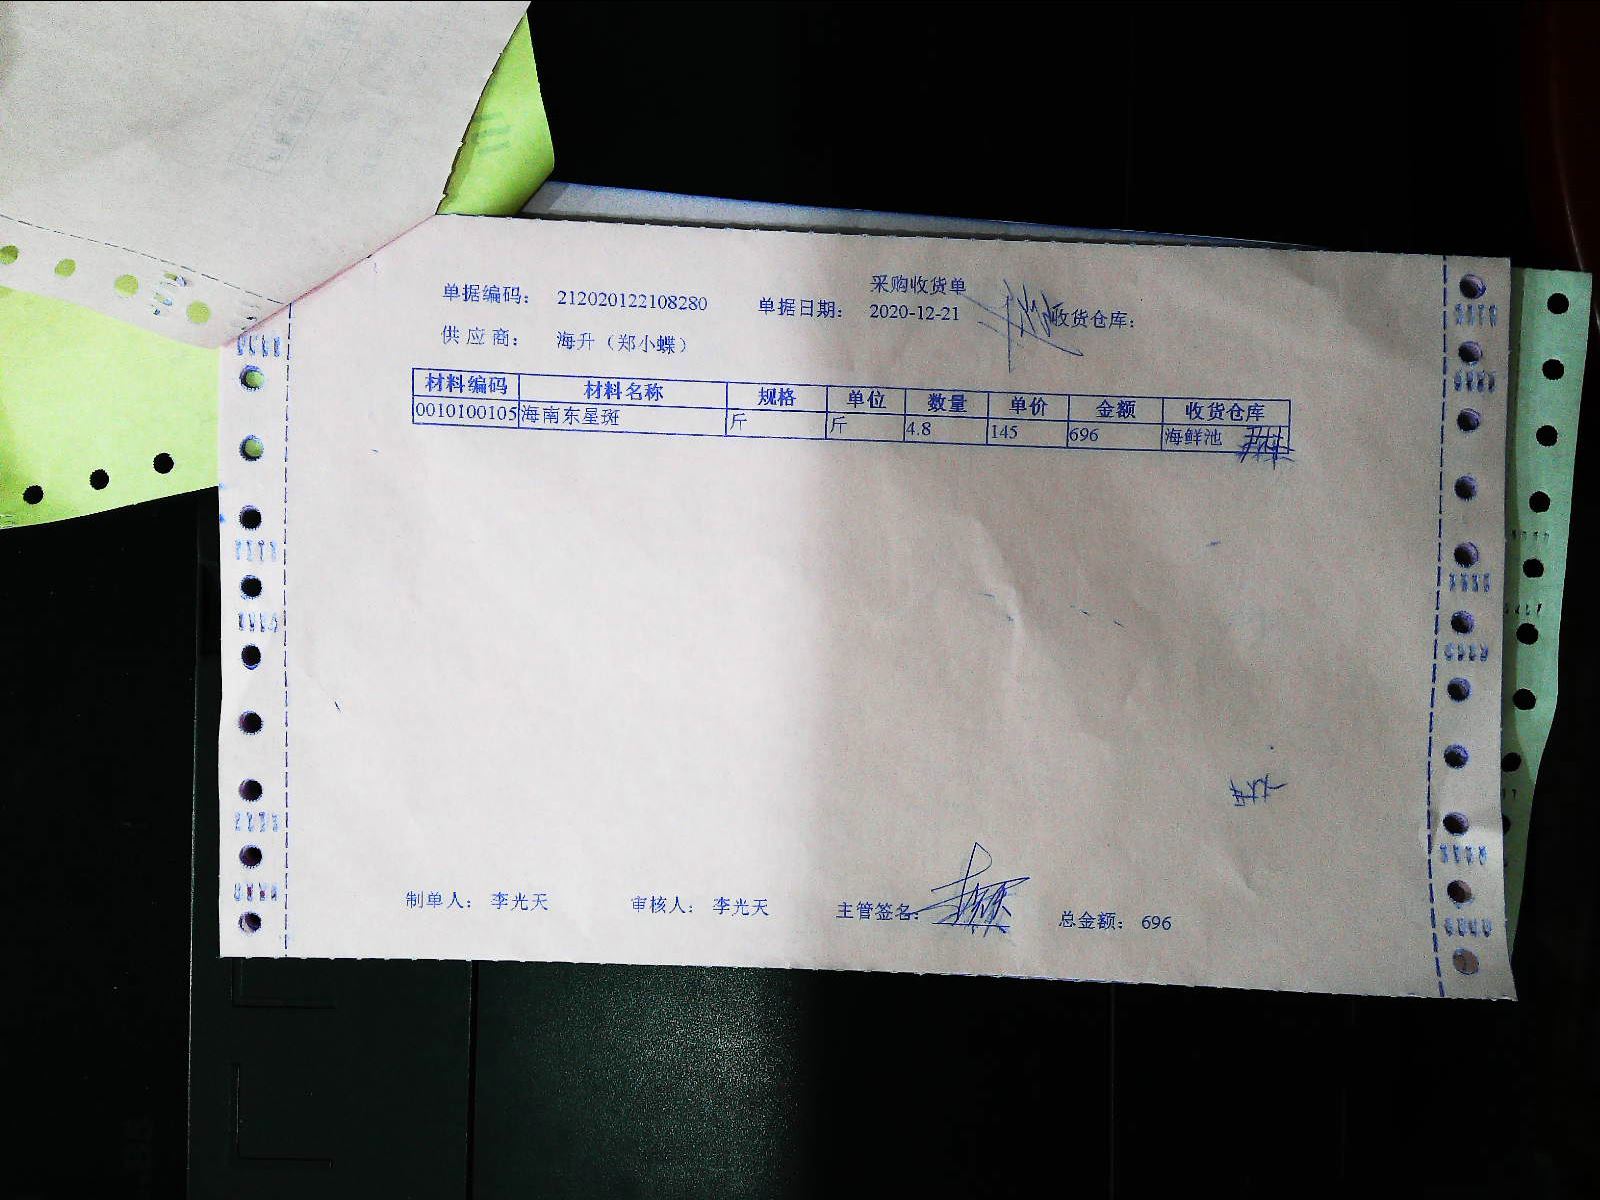 采购收货单
单据编码： 212020122108280 单据日期： 2020-12-21 收货仓库：
供应商： 海升（郑小蝶）
材料编码 材料名称 规格 单位 数量 单价 金额 收货仓库
0010100105 海南东星斑 斤 斤 4.8 145 696 海鲜池
制单人： 李光天 审核人： 李光天 主管签名： 总金额： 696